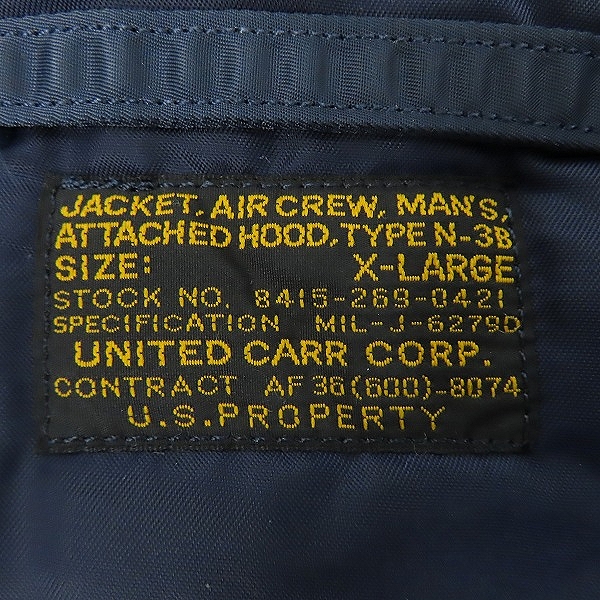 JACKET, AIR CREW, MAN'S,
ATTACHED HOOD, TYPE N-3B
SIZE: X-LARGE
STOCK NO. 8415-269-0421
SPECIFICATION MIL-J-6279D
UNITED CARR CORP.
CONTRACT AF 36(600)-8074
U.S.PROPERTY